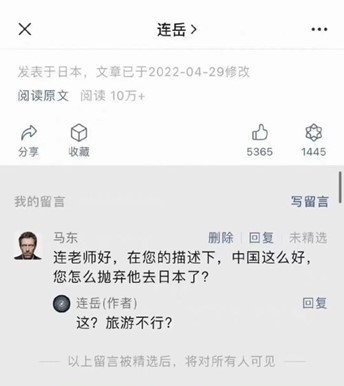 连岳
发表于日本，文章已于2022-04-29修改
阅读原文 阅读 10万+
分享 收藏 5365 1445
我的留言 写留言
马东 删除 回复 未精选
连老师好，在您的描述下，中国这么好，
您怎么抛弃他去日本了？
连岳(作者) 回复
这？旅游不行？
以上留言被精选后，将对所有人可见